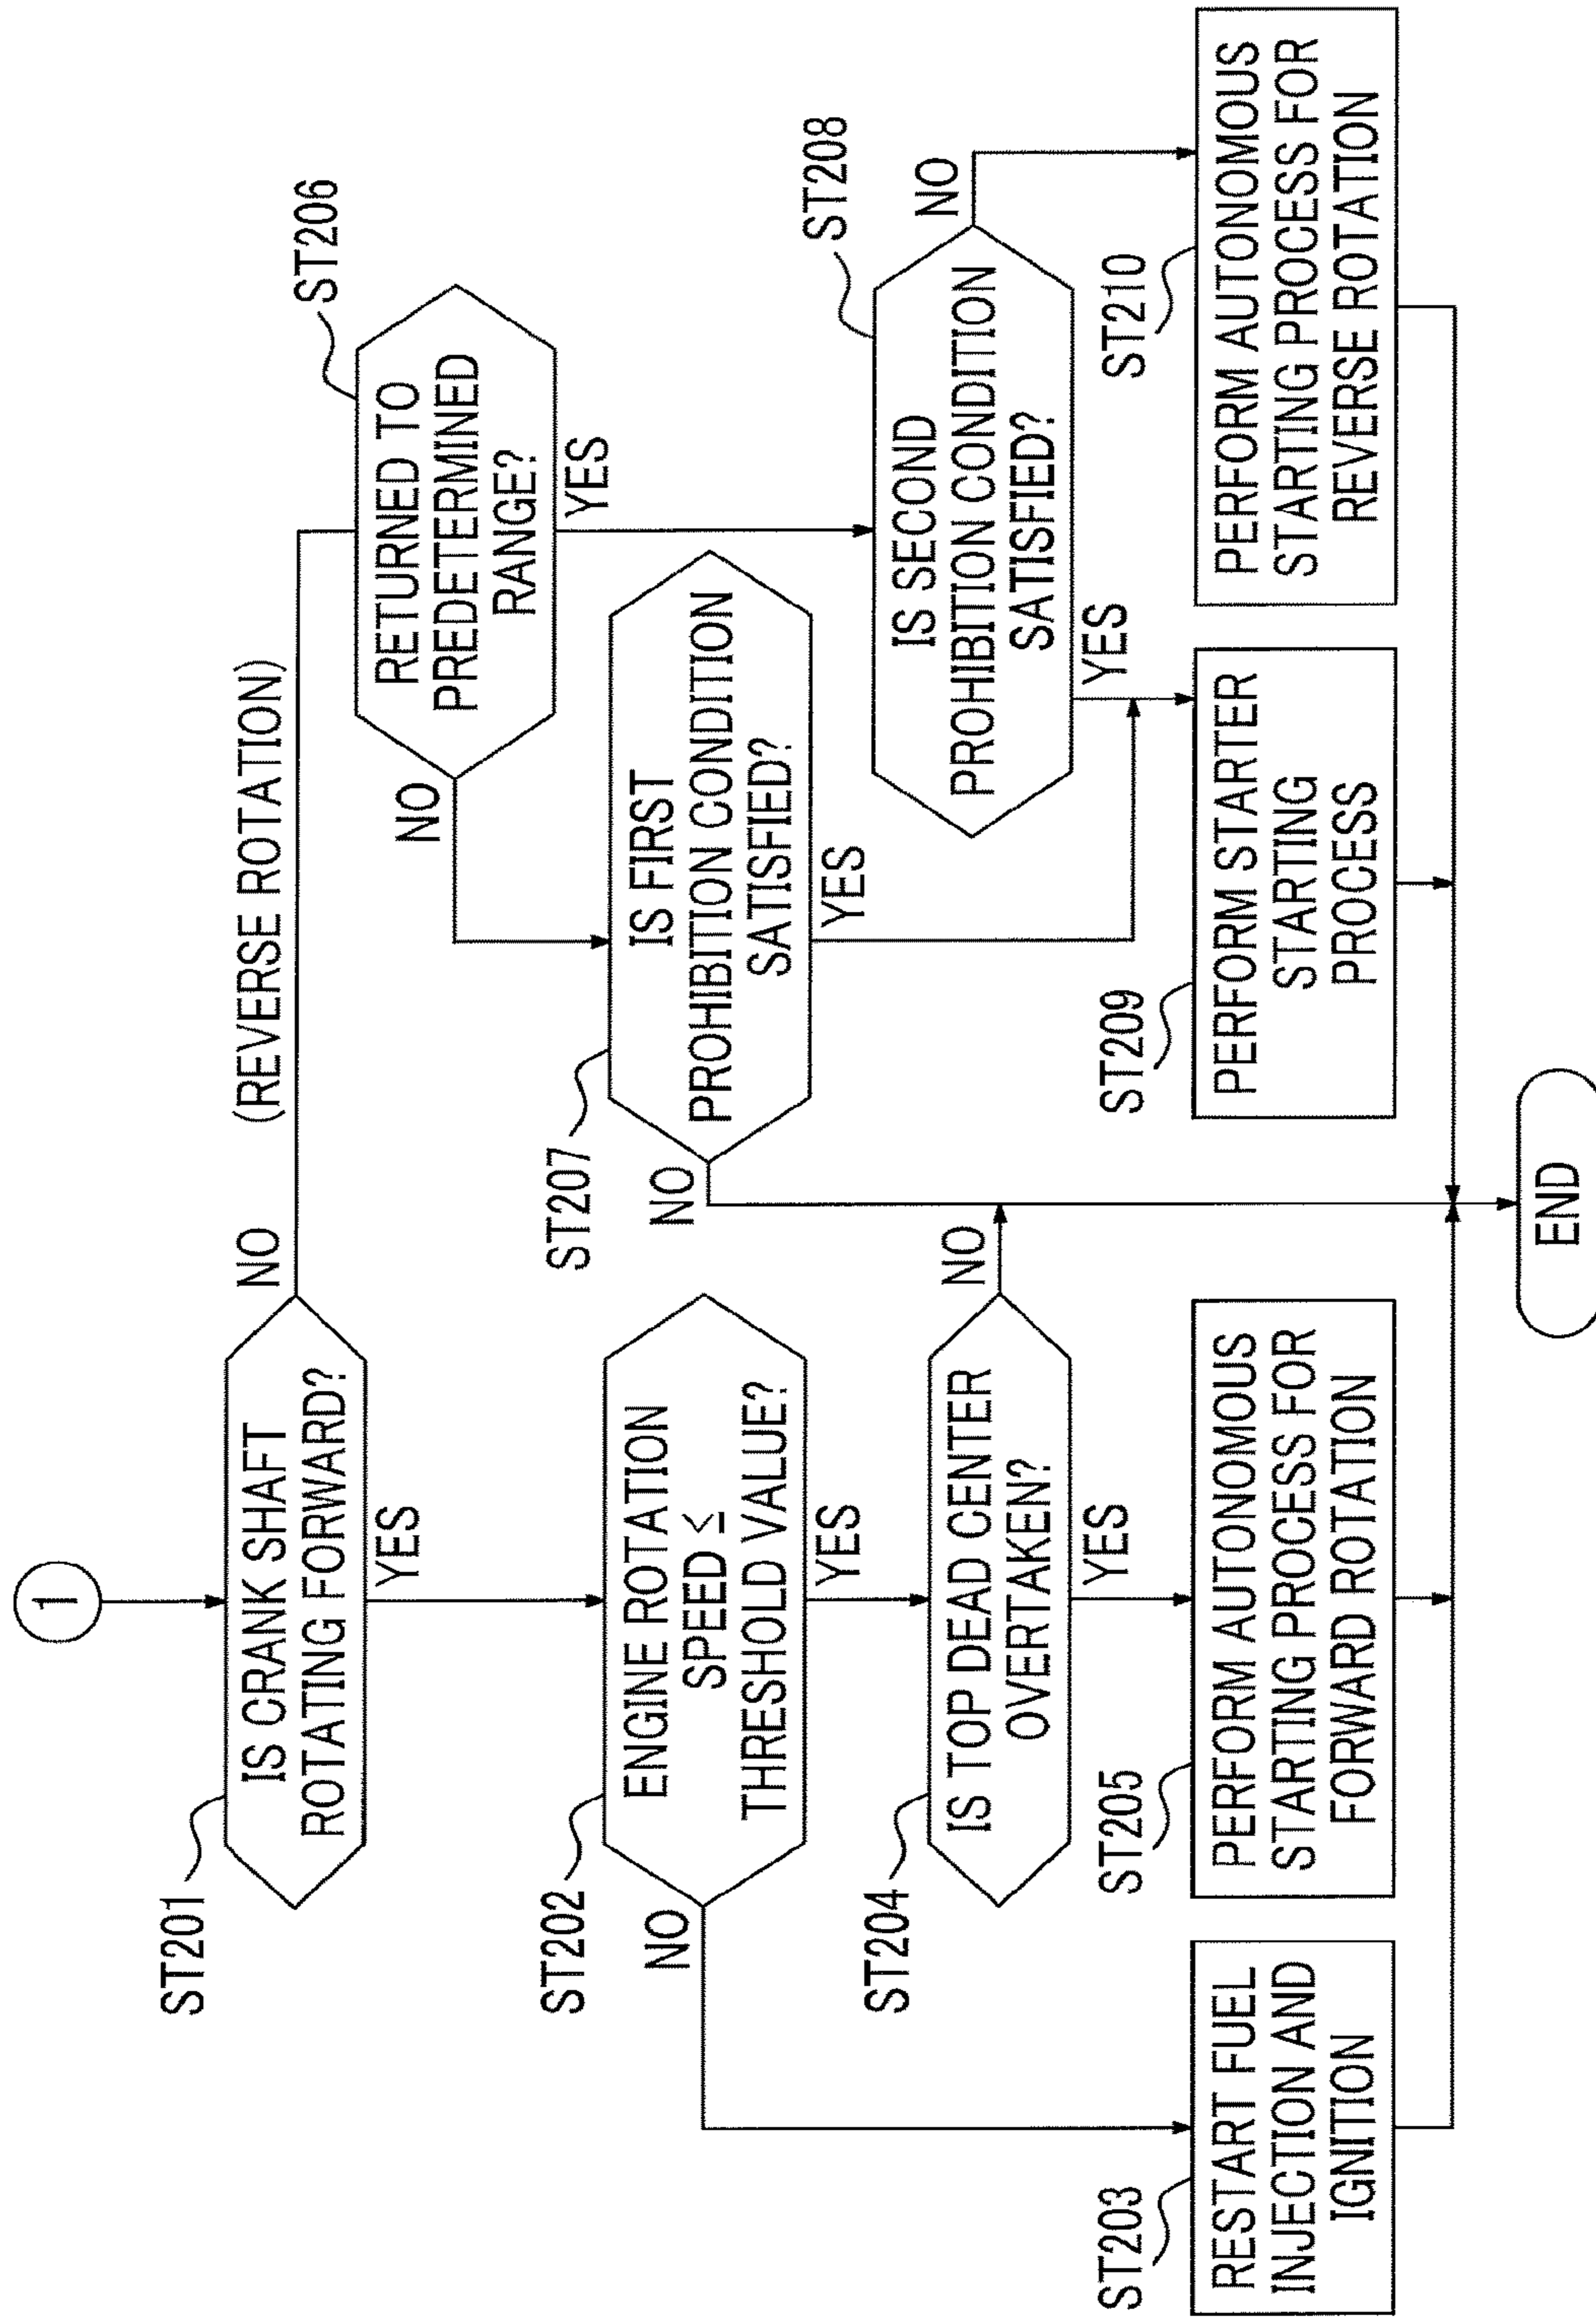 1
ST201
IS CRANK SHAFT
ROTATING FORWARD?
NO
(REVERSE ROTATION)
YES
ST202
ENGINE ROTATION
SPEED ≤
THRESHOLD VALUE?
NO
YES
ST204
IS TOP DEAD CENTER
OVERTAKEN?
NO
YES
ST203
RESTART FUEL
INJECTION AND
IGNITION
ST205
PERFORM AUTONOMOUS
STARTING PROCESS FOR
FORWARD ROTATION
ST206
RETURNED TO
PREDETERMINED
RANGE?
NO
YES
ST207
IS FIRST
PROHIBITION CONDITION
SATISFIED?
NO
YES
ST208
IS SECOND
PROHIBITION CONDITION
SATISFIED?
NO
YES
ST209
PERFORM STARTER
STARTING
PROCESS
ST210
PERFORM AUTONOMOUS
STARTING PROCESS FOR
REVERSE ROTATION
END